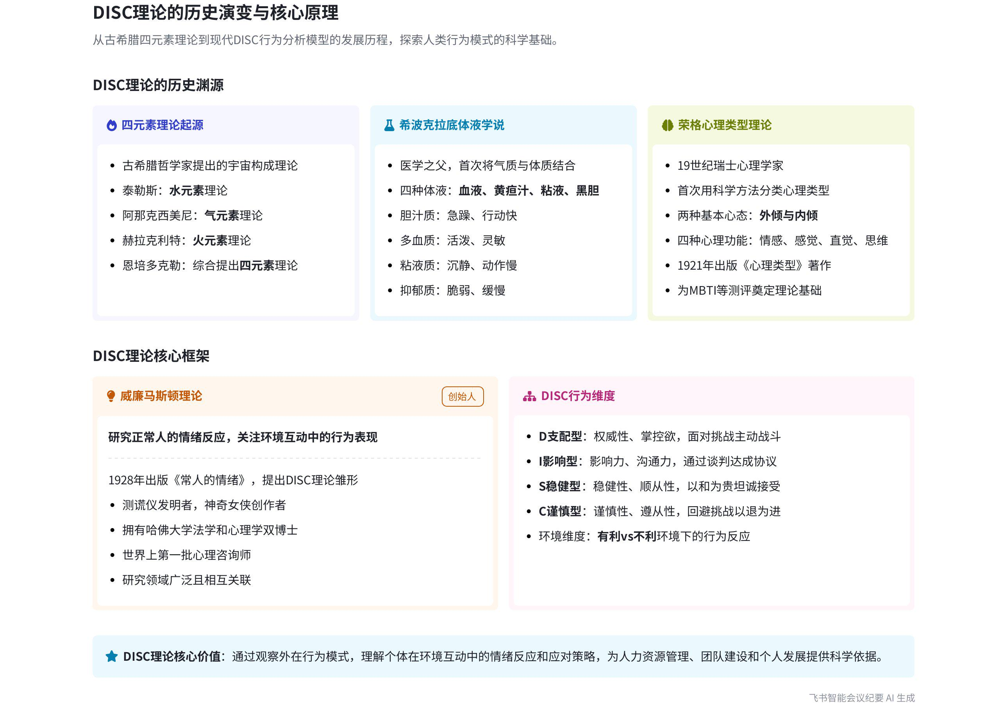 DISC理论的历史演变与核心原理
从古希腊四元素理论到现代DISC行为分析模型的发展历程，探索人类行为模式的科学基础。
DISC理论的历史渊源
四元素理论起源
古希腊哲学家提出的宇宙构成理论
泰勒斯：水元素理论
阿那克西美尼：气元素理论
赫拉克利特：火元素理论
恩培多克勒：综合提出四元素理论
希波克拉底体液学说
医学之父，首次将气质与体质结合
四种体液：血液、黄疸汁、粘液、黑胆
胆汁质：急躁、行动快
多血质：活泼、灵敏
粘液质：沉静、动作慢
抑郁质：脆弱、缓慢
荣格心理类型理论
19世纪瑞士心理学家
首次用科学方法分类心理类型
两种基本心态：外倾与内倾
四种心理功能：情感、感觉、直觉、思维
1921年出版《心理类型》著作
为MBTI等测评奠定理论基础
DISC理论核心框架
威廉马斯顿理论
创始人
研究正常人的情绪反应，关注环境互动中的行为表现
1928年出版《常人的情绪》，提出DISC理论雏形
测谎仪发明者，神奇女侠创作者
拥有哈佛大学法学和心理学双博士
世界上第一批心理咨询师
研究领域广泛且相互关联
DISC行为维度
D支配型：权威性、掌控欲，面对挑战主动战斗
I影响型：影响力、沟通力，通过谈判达成协议
S稳健型：稳健性、顺从性，以和为贵坦诚接受
C谨慎型：谨慎性、遵从性，回避挑战以退为进
环境维度：有利vs不利环境下的行为反应
DISC理论核心价值：通过观察外在行为模式，理解个体在环境互动中的情绪反应和应对策略，为人力资源管理、团队建设和个人发展提供科学依据。
飞书智能会议纪要 AI 生成